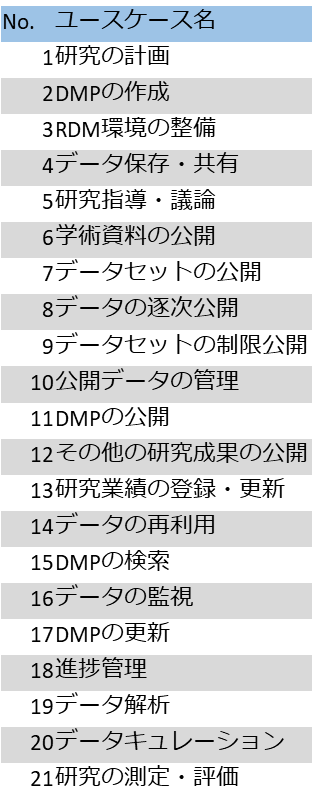 No. ユースケース名
1 研究の計画
2 DMPの作成
3 RDM環境の整備
4 データ保存・共有
5 研究指導・議論
6 学術資料の公開
7 データセットの公開
8 データの逐次公開
9 データセットの制限公開
10 公開データの管理
11 DMPの公開
12 その他の研究成果の公開
13 研究業績の登録・更新
14 データの再利用
15 DMPの検索
16 データの監視
17 DMPの更新
18 進捗管理
19 データ解析
20 データキュレーション
21 研究の測定・評価